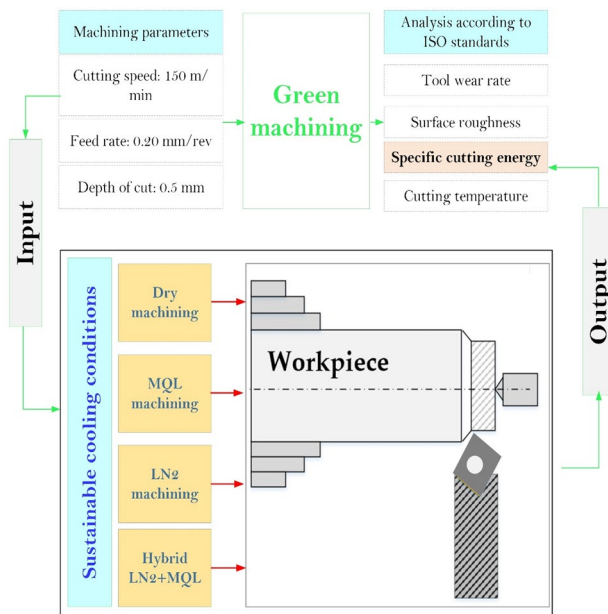 Machining parameters
Cutting speed: 150 m/
min
Feed rate: 0.20 mm/rev
Depth of cut: 0.5 mm
Green
machining
Analysis according to
ISO standards
Tool wear rate
Surface roughness
Specific cutting energy
Cutting temperature
Input
Output
Sustainable cooling conditions
Dry
machining
MQL
machining
LN2
machining
Hybrid
LN2+MQL
Workpiece